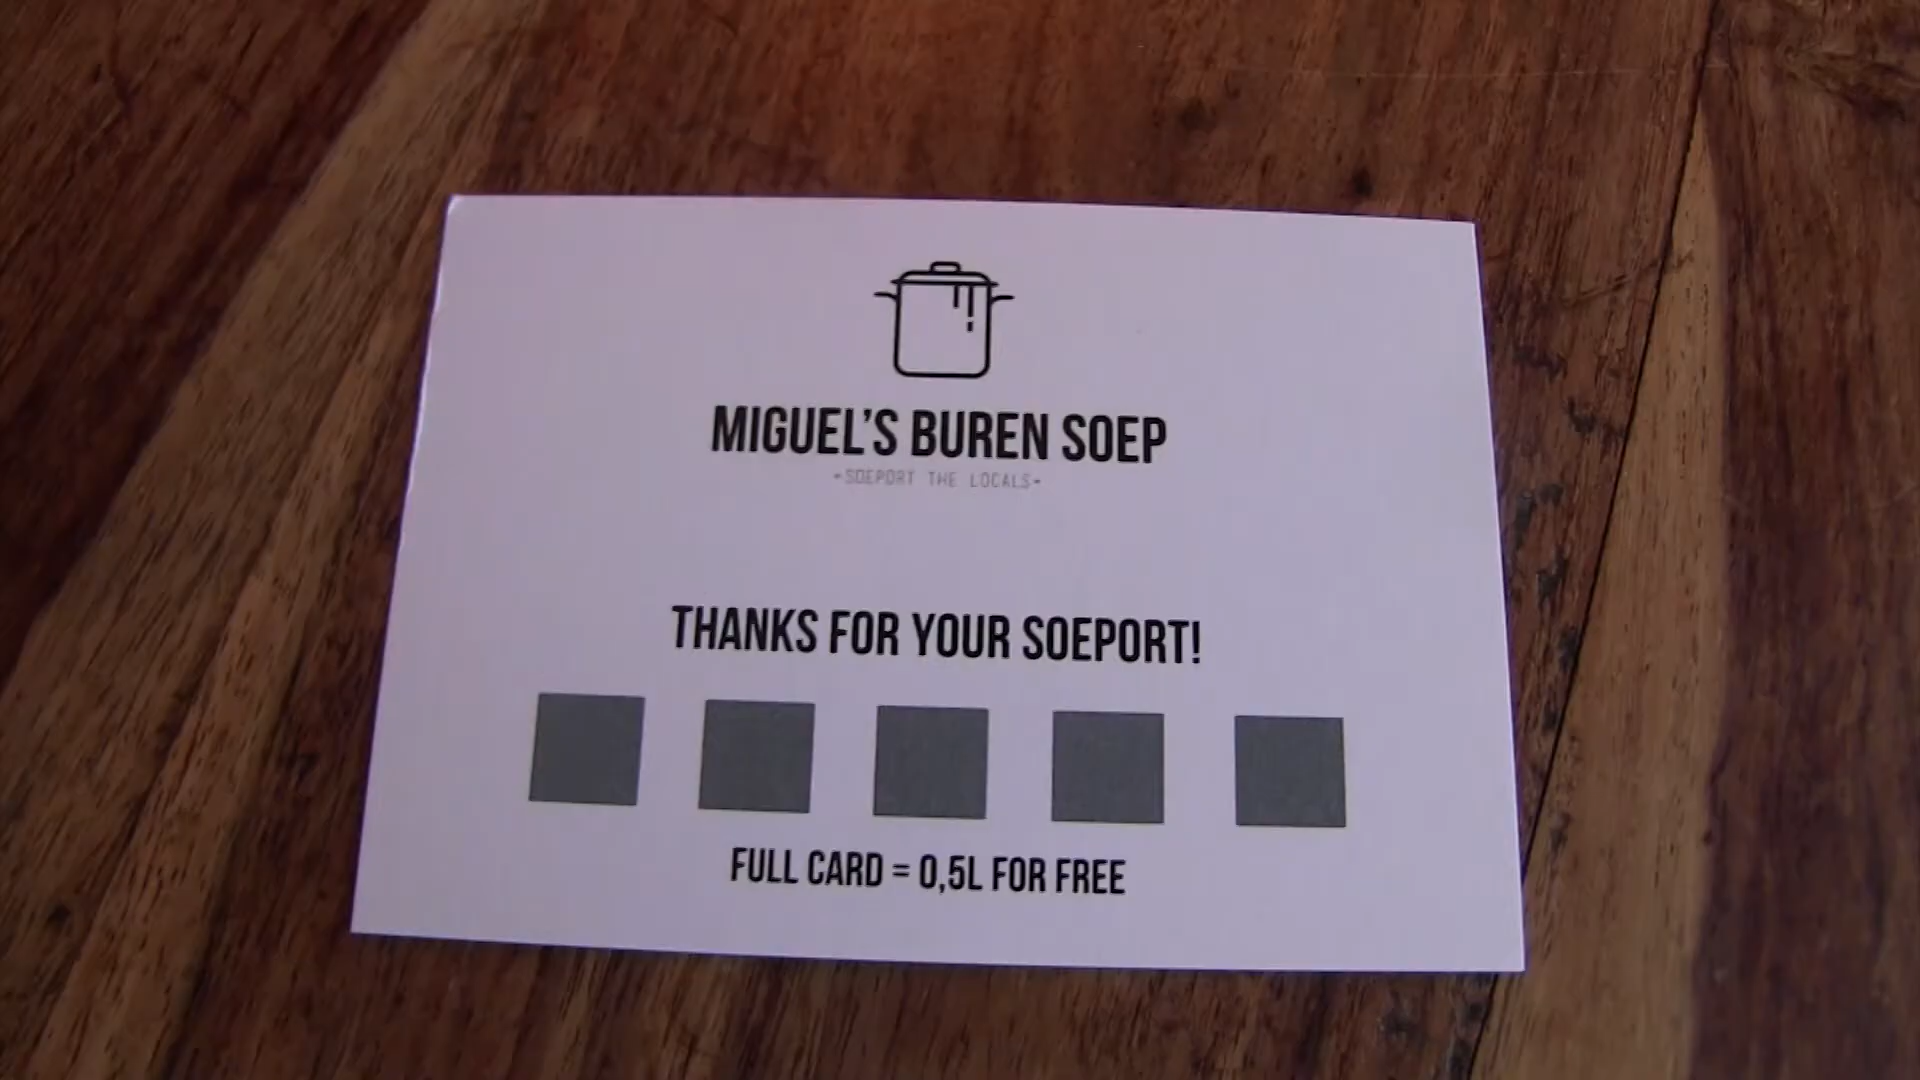 MIGUEL'S BUREN SOEP
-SOEPORT THE LOCALS-
THANKS FOR YOUR SOEPORT!
FULL CARD = 0,5L FOR FREE